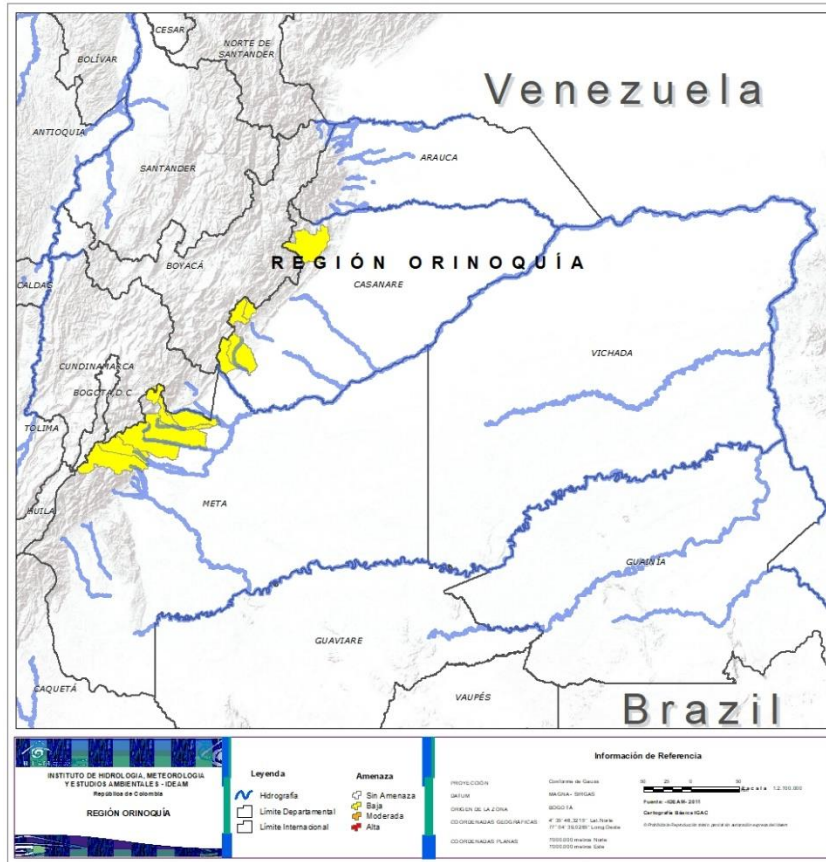 CESAR
NORTE DE
SANTANDER
BOLÍVAR
Venezuela
ANTIOQUIA
ARAUCA
SANTANDER
BOYACÁ
REGIÓN ORINOQUÍA
CASANARE
CALDAS
VICHADA
CUNDINAMARCA
BOGOTÁ, D.C
TOLIMA
META
HUILA
GUAINÍA
GUAVIARE
CAQUETÁ
VAUPÉS
Brazil
INSTITUTO DE HIDROLOGIA, METEOROLOGIA
Y ESTUDIOS AMBIENTALES - IDEAM
República de Colombia
REGIÓN ORINOQUÍA
Leyenda
Hidrografia
Límite Departamental
Límite Internacional
Amenaza
Sin Amenaza
Baja
Moderada
Alta
Información de Referencia
PROYECCIÓN
Conforme de Gauss
DATUM
MAGNA - SIRGAS
ORIGEN DE LA ZONA
BOGOTÁ
COORDENADAS GEOGRÁFICAS
COORDENADAS PLANAS
Escala
Fuente: -IDEAM- 2011
Cartografía Básica IGAC